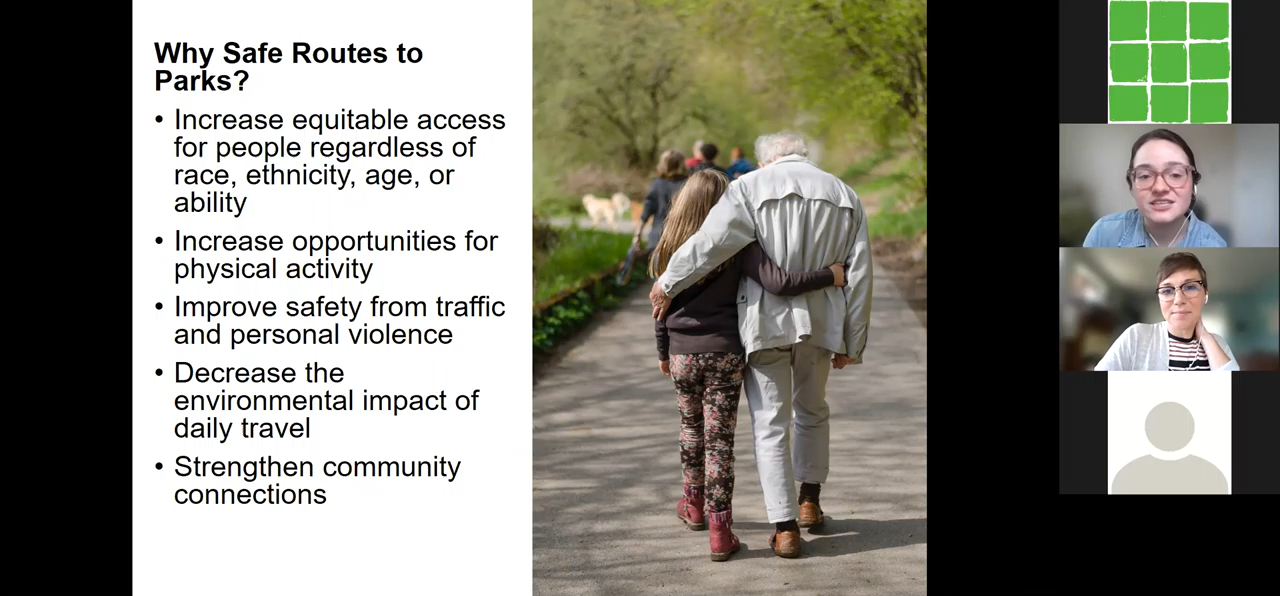 Why Safe Routes to
Parks?
• Increase equitable access
for people regardless of
race, ethnicity, age, or
ability
• Increase opportunities for
physical activity
• Improve safety from traffic
and personal violence
• Decrease the
environmental impact of
daily travel
• Strengthen community
connections